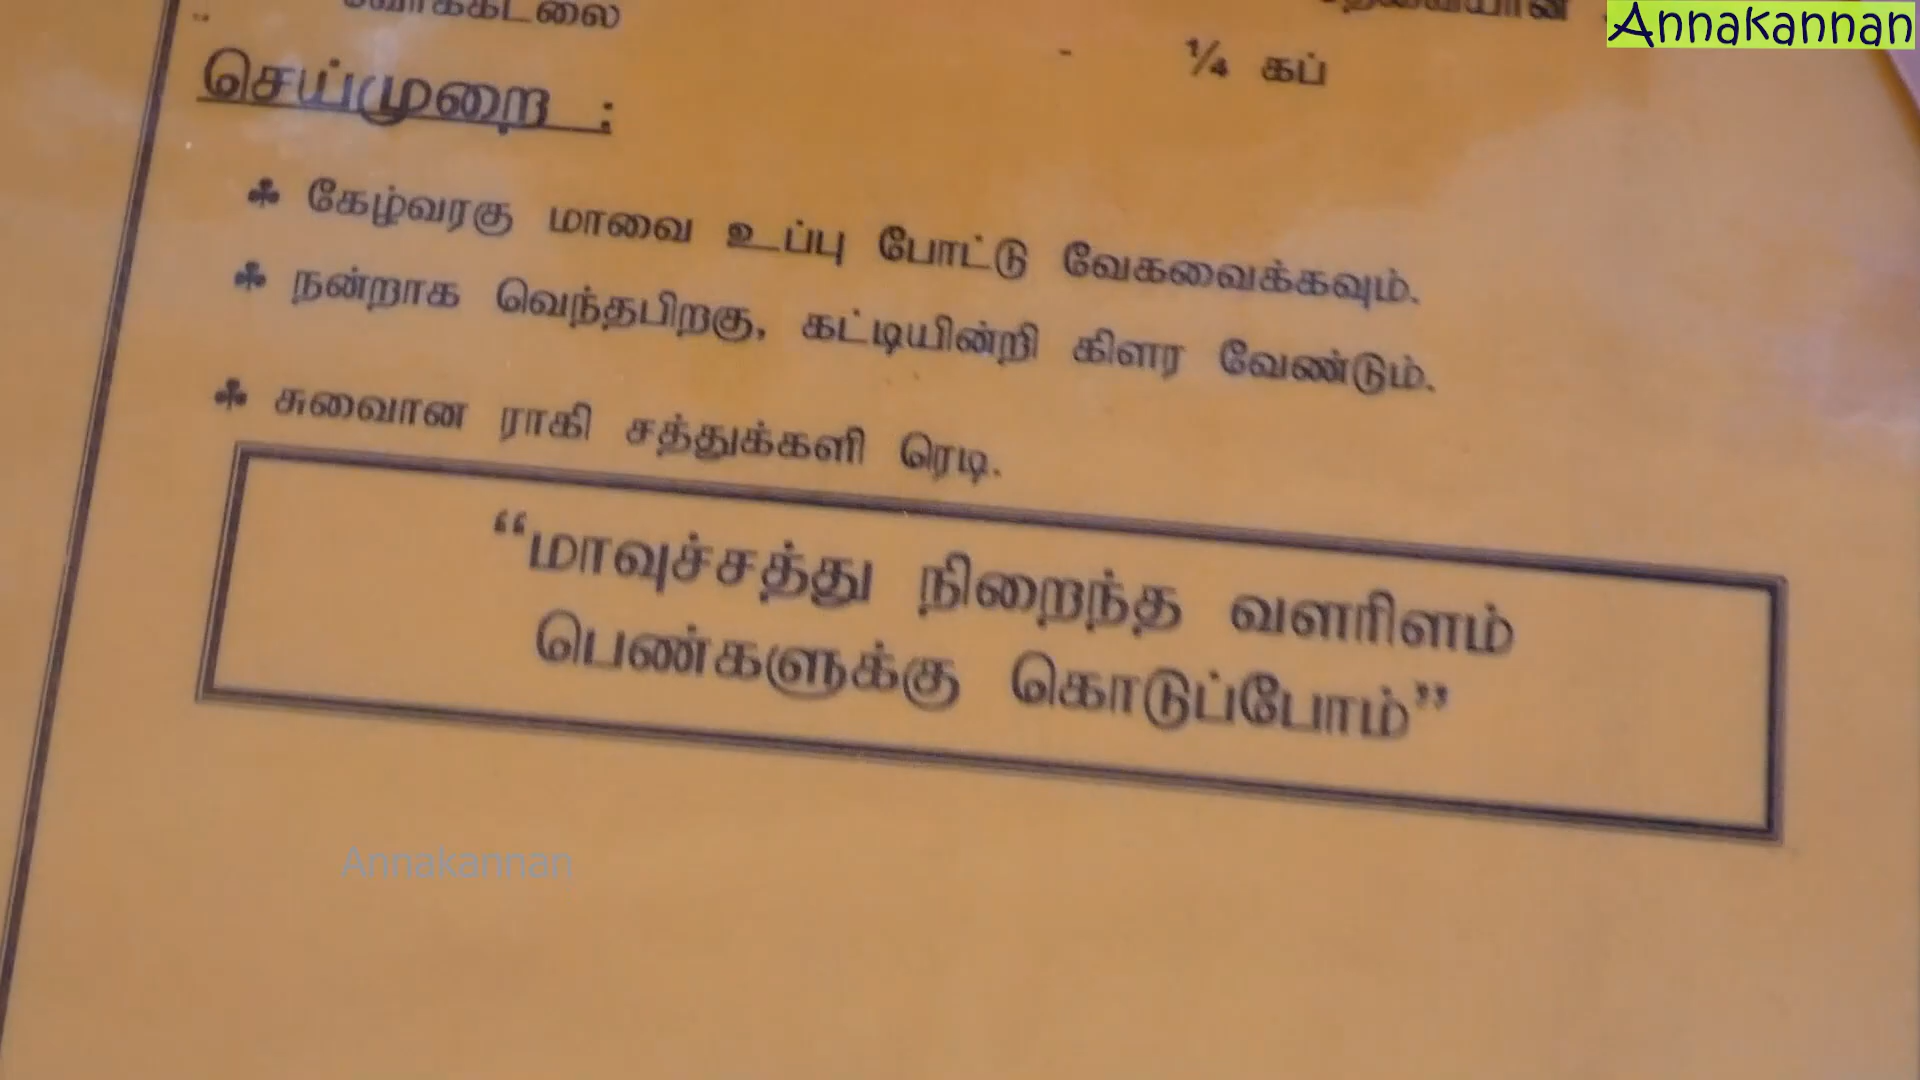 Annakannan
¼ கப்
செய்முறை :
♣ கேழ்வரகு மாவை உப்பு போட்டு வேகவைக்கவும்.
♣ நன்றாக வெந்தபிறகு, கட்டியின்றி கிளர வேண்டும்.
♣ சுவைான ராகி சத்துக்களி ரெடி.
“மாவுச்சத்து நிறைந்த வளரிளம்
பெண்களுக்கு கொடுப்போம்”
Annakannan